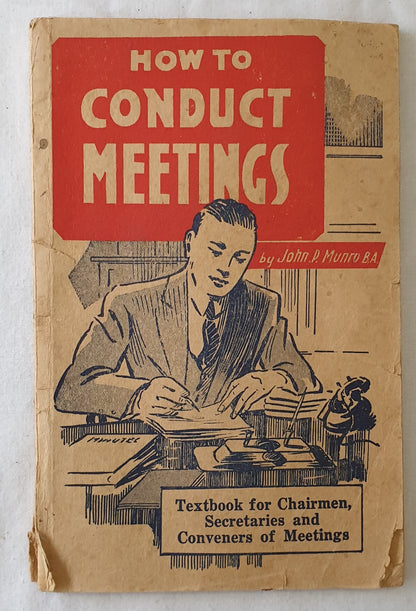 HOW TO
CONDUCT
MEETINGS
by John P. Munro B.A
MINUTES
Textbook for Chairmen,
Secretaries and
Conveners of Meetings